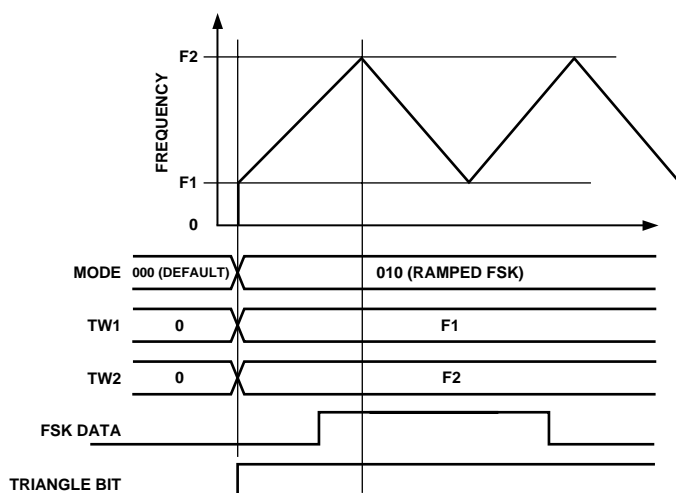 F2
FREQUENCY
F1
0
MODE 000 (DEFAULT) 010 (RAMPED FSK)
TW1 0 F1
TW2 0 F2
FSK DATA
TRIANGLE BIT